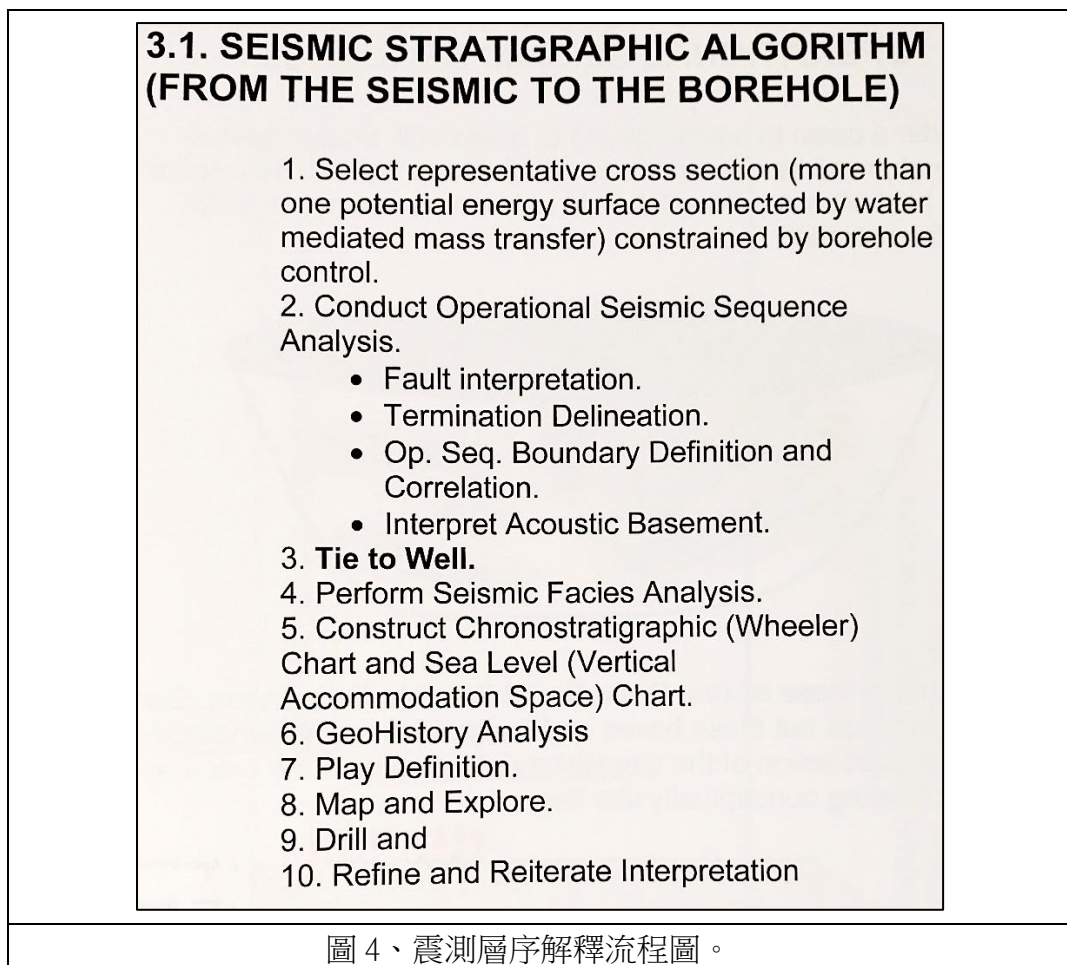 3.1. SEISMIC STRATIGRAPHIC ALGORITHM
(FROM THE SEISMIC TO THE BOREHOLE)
1. Select representative cross section (more than
one potential energy surface connected by water
mediated mass transfer) constrained by borehole
control.
2. Conduct Operational Seismic Sequence
Analysis.
• Fault interpretation.
• Termination Delineation.
• Op. Seq. Boundary Definition and
Correlation.
• Interpret Acoustic Basement.
3. Tie to Well.
4. Perform Seismic Facies Analysis.
5. Construct Chronostratigraphic (Wheeler)
Chart and Sea Level (Vertical
Accommodation Space) Chart.
6. GeoHistory Analysis
7. Play Definition.
8. Map and Explore.
9. Drill and
10. Refine and Reiterate Interpretation
圖 4、震測層序解釋流程圖。